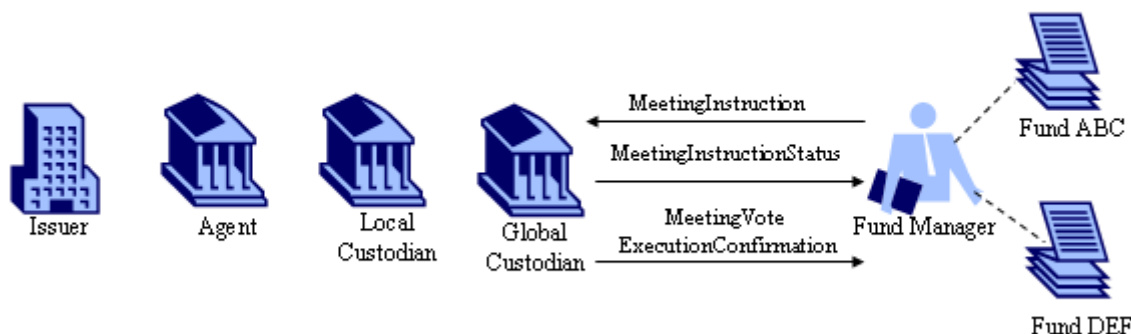 MeetingInstruction
Fund ABC
MeetingInstructionStatus
Issuer
Agent
Local
Custodian
Global
Custodian
MeetingVote
ExecutionConfirmation
Fund Manager
Fund DEF